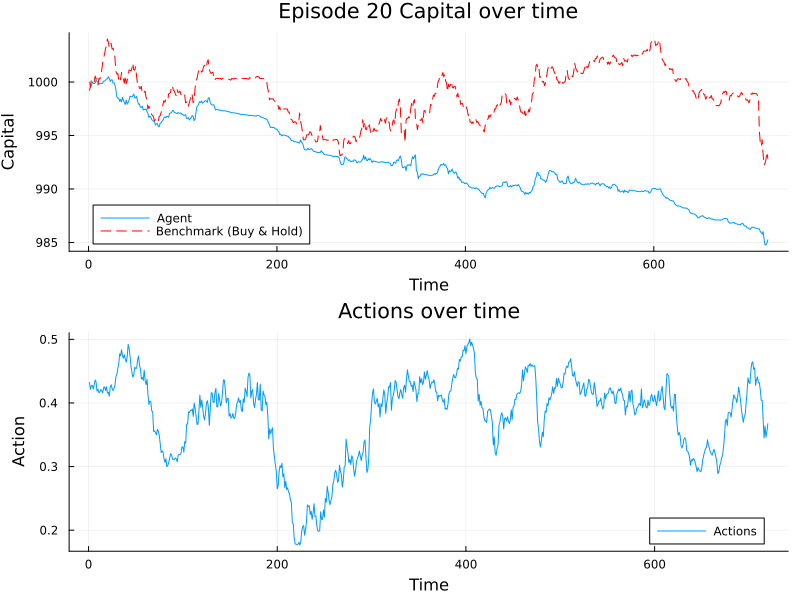 Episode 20 Capital over time
1000
995
990
985
Capital
Agent
Benchmark (Buy & Hold)
0 200 400 600
Time
Actions over time
0.5
0.4
0.3
0.2
Action
Actions
0 200 400 600
Time